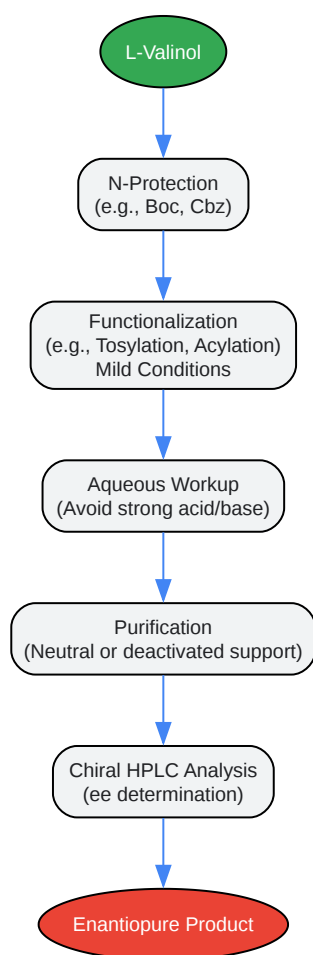 L-Valinol
N-Protection
(e.g., Boc, Cbz)
Functionalization
(e.g., Tosylation, Acylation)
Mild Conditions
Aqueous Workup
(Avoid strong acid/base)
Purification
(Neutral or deactivated support)
Chiral HPLC Analysis
(ee determination)
Enantiopure Product